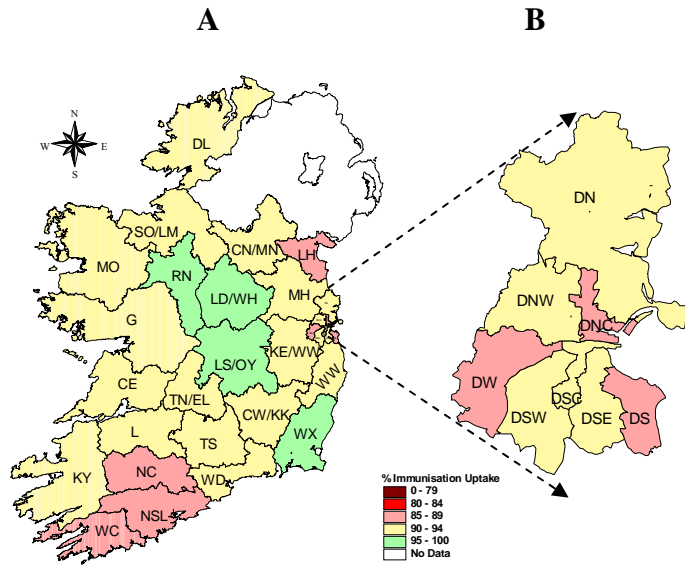 A
B
N
W
E
S
DL
SO/LM
CN/MN
LH
MO
RN
LD/WH
MH
G
KE/WW
LS/OY
WW
CE
TN/EL
CW/KK
L
TS
WX
KY
NC
WD
NSL
WC
DN
DNW
DNC
DW
DSC
DSW
DSE
DS
% Immunisation Uptake
0 - 79
80 - 84
85 - 89
90 - 94
95 - 100
No Data